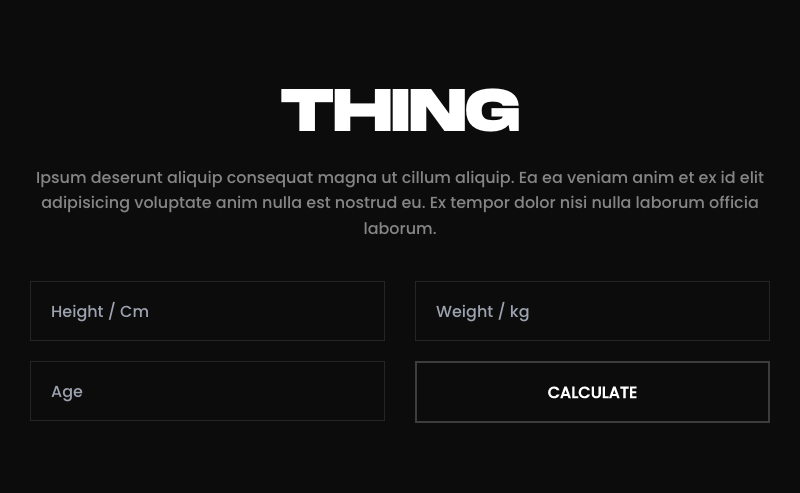 THING
Ipsum deserunt aliquip consequat magna ut cillum aliquip. Ea ea veniam anim et ex id elit
adipisicing voluptate anim nulla est nostrud eu. Ex tempor dolor nisi nulla laborum officia
laborum.
Height / Cm
Weight / kg
Age
CALCULATE